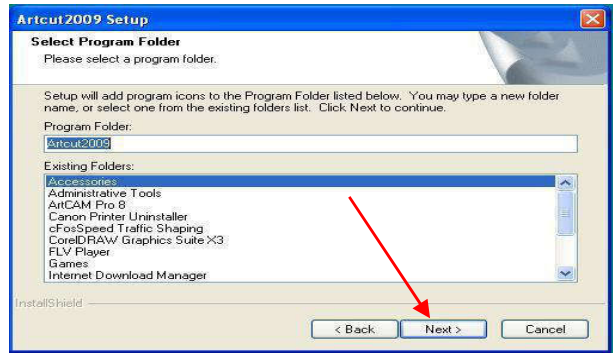 Artcut2009 Setup
Select Program Folder
Please select a program folder.
Setup will add program icons to the Program Folder listed below. You may type a new folder
name, or select one from the existing folders list. Click Next to continue.
Program Folder:
Artcut2009
Existing Folders:
Accessories
Administrative Tools
ArtCAM Pro 8
Canon Printer Uninstaller
cFosSpeed Traffic Shaping
CorelDRAW Graphics Suite X3
FLV Player
Games
Internet Download Manager
InstallShield
< Back Next > Cancel